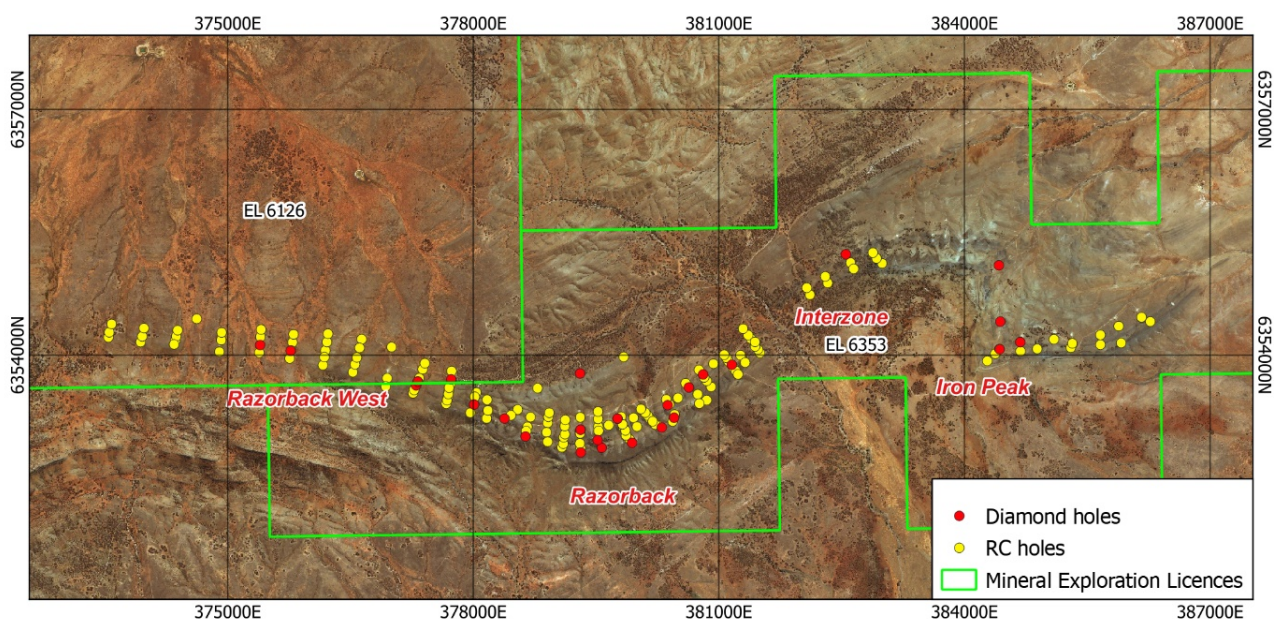 375000E 378000E 381000E 384000E 387000E
6357000N 6357000N
EL 6126
Interzone
EL 6353
6354000N 6354000N
Iron Peak
Razorback West
Razorback
Diamond holes
RC holes
Mineral Exploration Licences
375000E 378000E 381000E 384000E 387000E